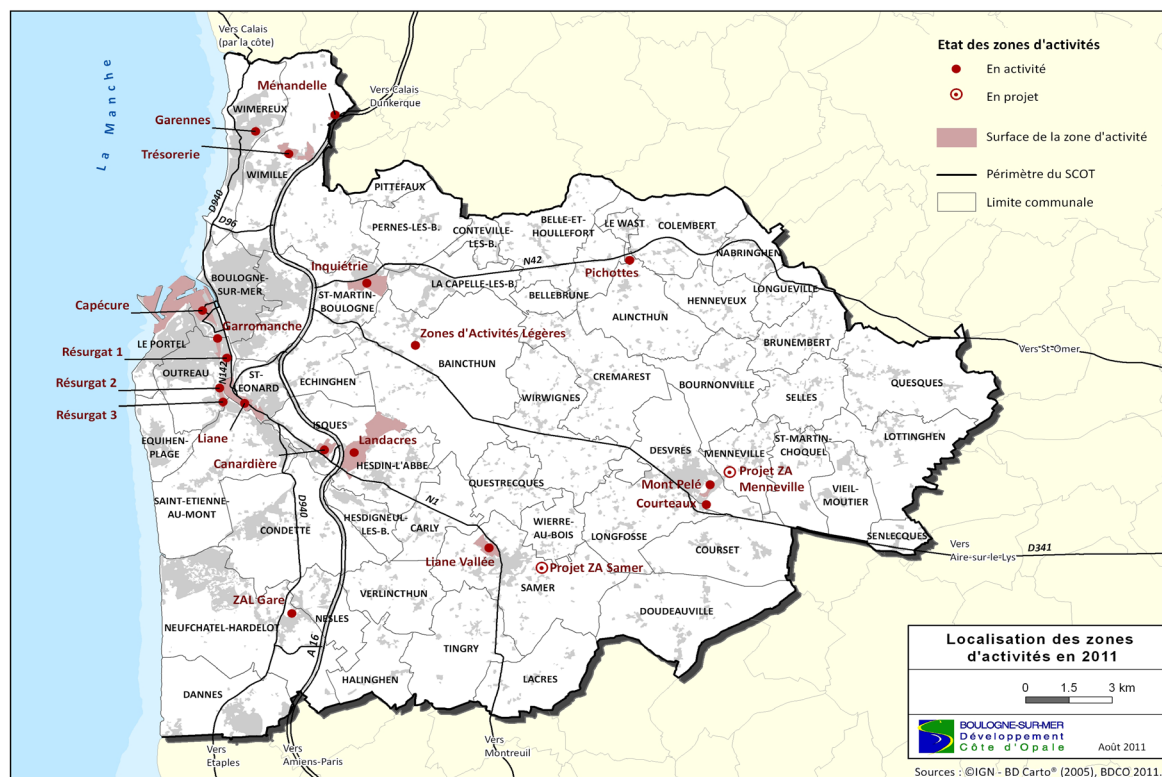 Vers Calais
(par la côte)
La Manche
Ménandelle
Vers Calais
Dunkerque
WIMEREUX
Garennes
Trésorerie
WIMILLE
D940
D96
PITTEFAUX
PERNES-LES-B.
CONTEVILLE-
LES-B.
BELLE-ET-
HOULLEFORT
LE WAST
COLEMBERT
NABRINGHEN
Inquiétrie
N42
Pichottes
BOULOGNE-
SUR-MER
ST-MARTIN-
BOULOGNE
LA CAPELLE-LES-B.
BELLEBRUNE
LONGUEVILLE
HENNEVEUX
Capécure
Garromanche
ALINCTHUN
Zones d'Activités Légères
LE PORTEL
BRUNEMBERT
Vers St-Omer
Résurgat 1
OUTREAU
N142
ST-
LEONARD
BAINCTHUN
ECHINGHEN
CREMAREST
BOURNONVILLE
QUESQUES
Résurgat 2
SELLES
WIRWIGNES
Résurgat 3
ISQUES
Liane
EQUIHEN-
PLAGE
Landacres
LOTTINGHEN
ST-MARTIN-
CHOQUEL
DESVRES
MENNEVILLE
Canardière
HESDIN-L'ABBE
Projet ZA
Menneville
Mont Pelé
QUESTRECQUES
VIEIL-
MOUTIER
SAINT-ETIENNE-
AU-MONT
D940
N1
Courteaux
HESDIGNEUL-
LES-B.
CARLY
WIERRE-
AU-BOIS
LONGFOSSE
CONDETTE
SENLECQUES
Vers
Aire-sur-le-Lys
D341
COURSET
Liane Vallée
Projet ZA Samer
SAMER
VERLINCTHUN
ZAL Gare
DOUDEAUVILLE
NESLES
NEUFCHATEL-HARDELOT
A 16
TINGRY
HALINGHEN
LACRES
DANNES
Vers
Etaples
Vers
Amiens-Paris
Vers
Montreuil
Etat des zones d'activités
En activité
En projet
Surface de la zone d'activité
Périmètre du SCOT
Limite communale
Localisation des zones
d'activités en 2011
0 1.5 3 km
BOULOGNE-SUR-MER
Développement
Côte d'Opale
Août 2011
Sources : ©IGN - BD Carto® (2005), BDCO 2011.